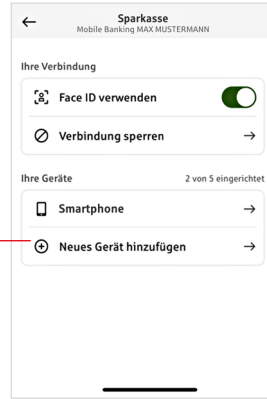 Sparkasse
Mobile Banking MAX MUSTERMANN
Ihre Verbindung
Face ID verwenden
Verbindung sperren
Ihre Geräte 2 von 5 eingerichtet
Smartphone
Neues Gerät hinzufügen